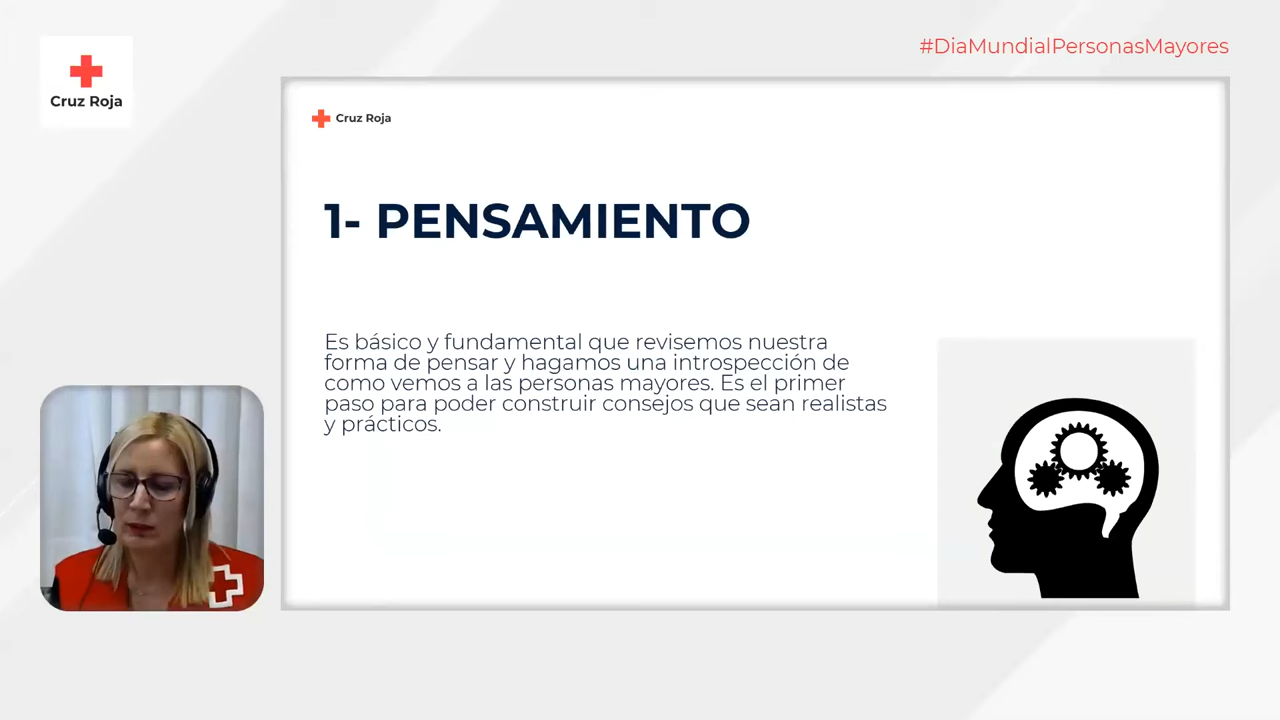 #DiaMundialPersonasMayores
Cruz Roja
Cruz Roja
1- PENSAMIENTO
Es básico y fundamental que revisemos nuestra
forma de pensar y hagamos una introspección de
como vemos a las personas mayores. Es el primer
paso para poder construir consejos que sean realistas
y prácticos.